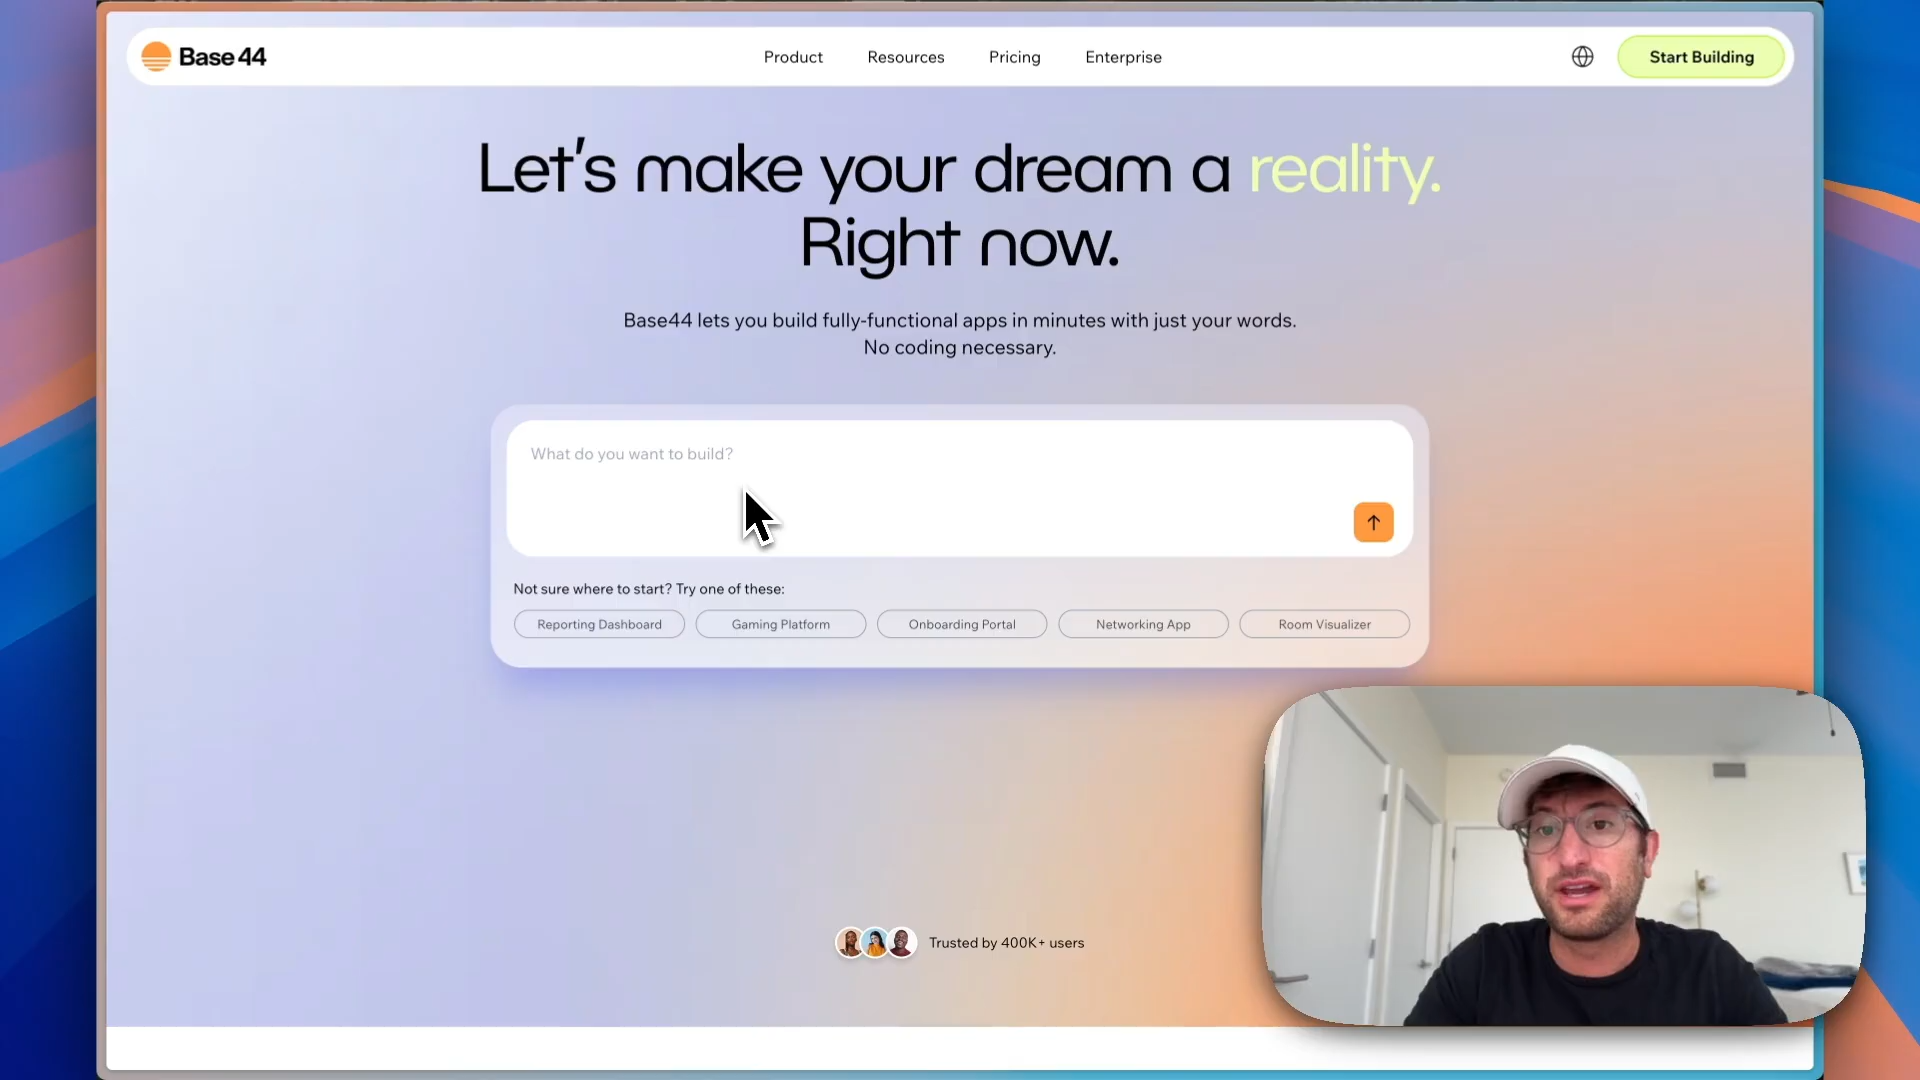 Base 44
Product
Resources
Pricing
Enterprise
Start Building
Let's make your dream a reality.
Right now.
Base44 lets you build fully-functional apps in minutes with just your words.
No coding necessary.
What do you want to build?
Not sure where to start? Try one of these:
Reporting Dashboard
Gaming Platform
Onboarding Portal
Networking App
Room Visualizer
Trusted by 400K+ users